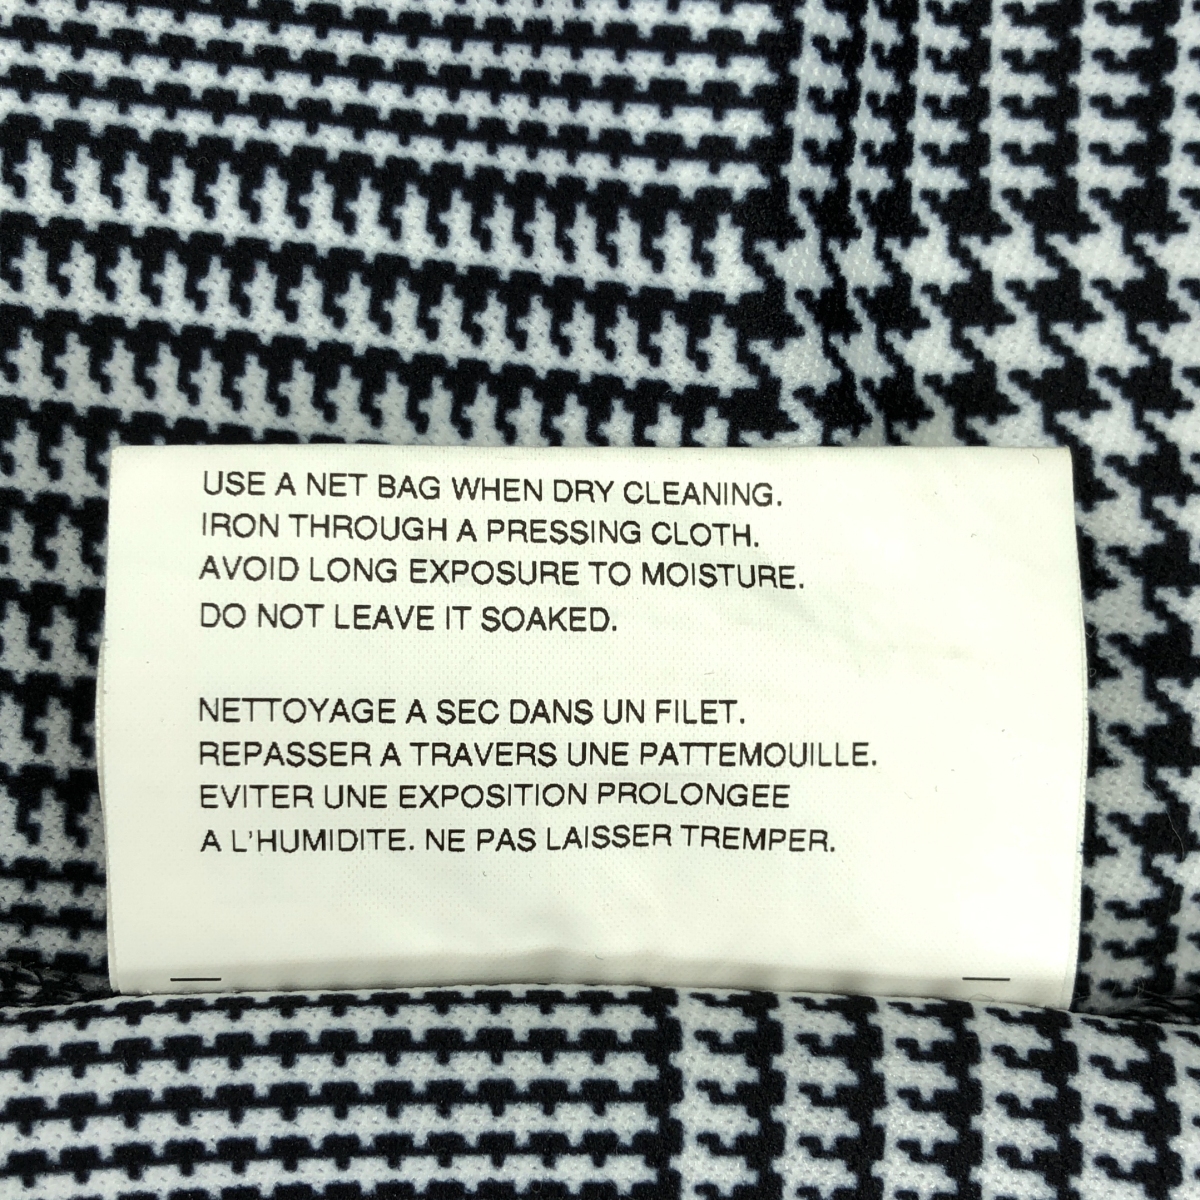 USE A NET BAG WHEN DRY CLEANING.
IRON THROUGH A PRESSING CLOTH.
AVOID LONG EXPOSURE TO MOISTURE.
DO NOT LEAVE IT SOAKED.
NETTOYAGE A SEC DANS UN FILET.
REPASSER A TRAVERS UNE PATTEMOUILLE.
EVITER UNE EXPOSITION PROLONGEE
A L'HUMIDITE. NE PAS LAISSER TREMPER.